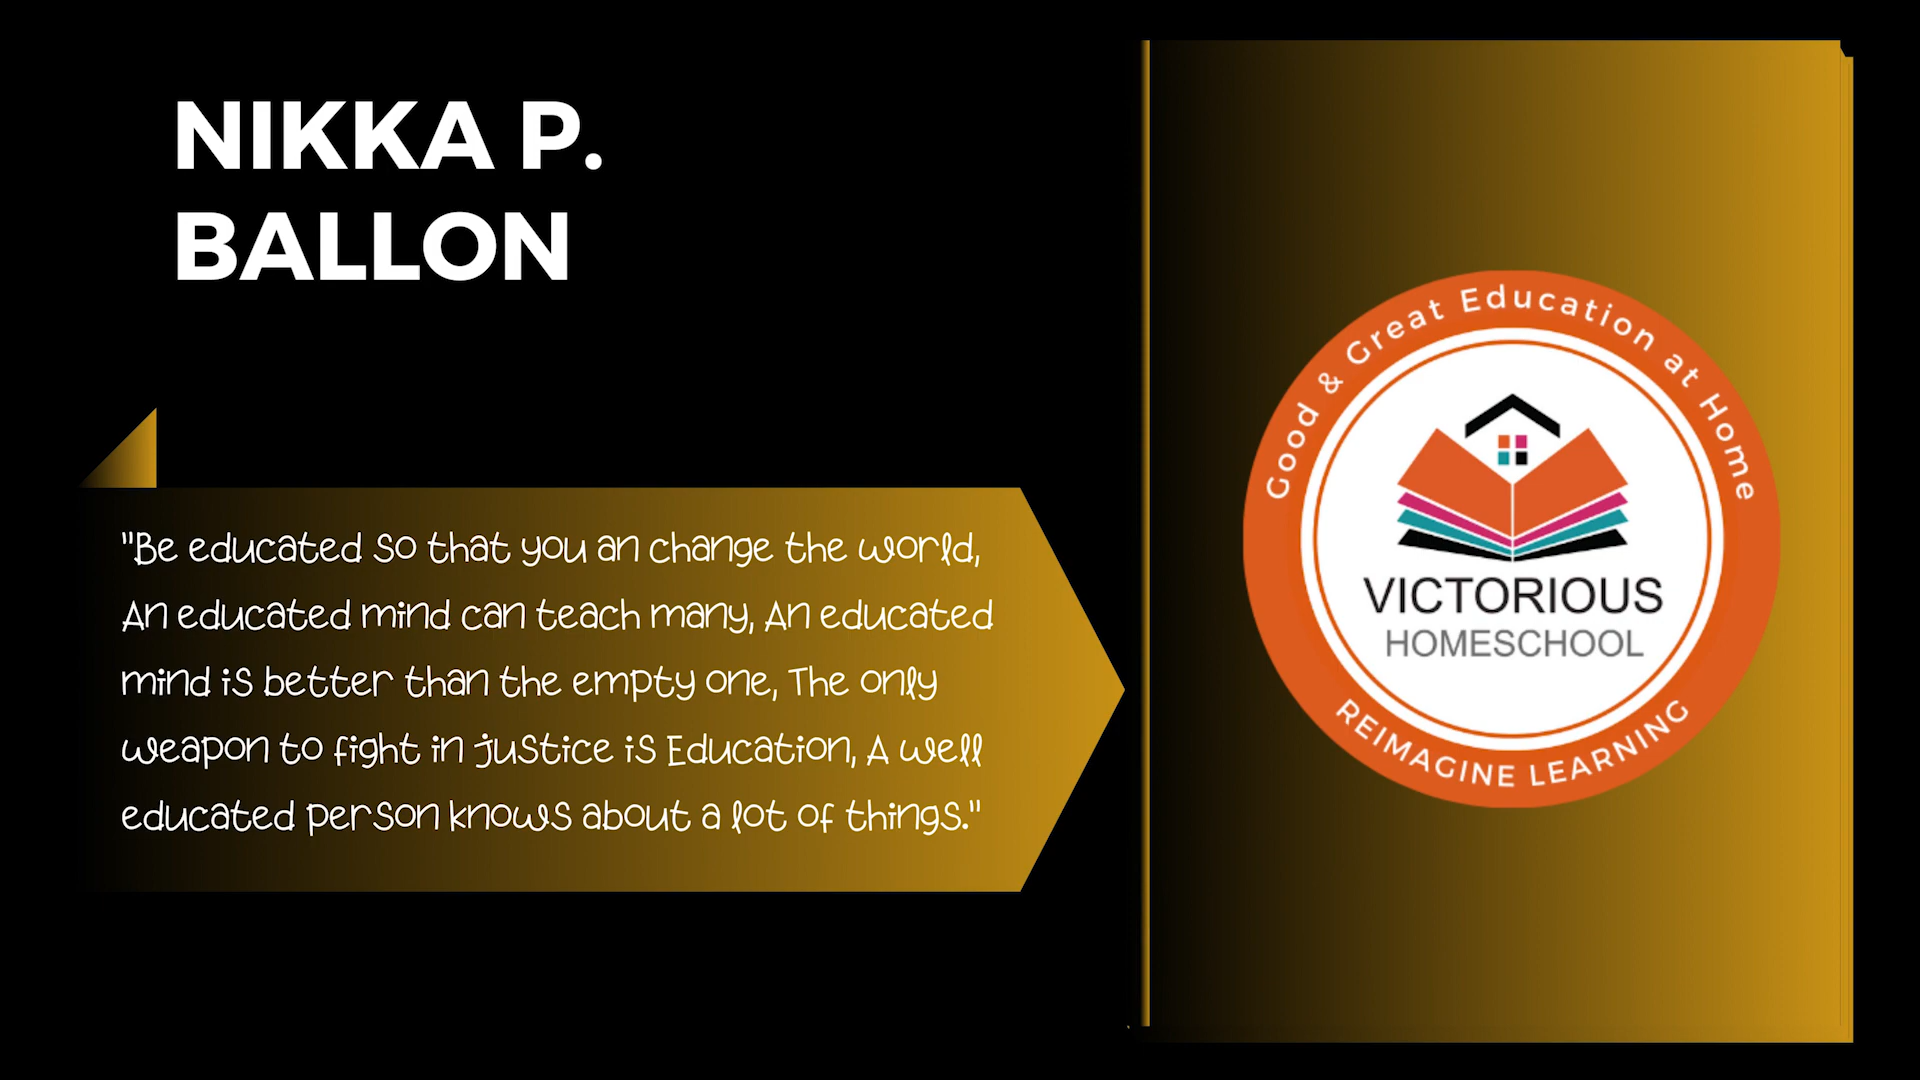 NIKKA P.
BALLON
"Be educated so that you an change the world,
An educated mind can teach many, An educated
mind is better than the empty one, The only
weapon to fight in justice is Education, A well
educated person knows about a lot of things."
Good & Great Education at Home
VICTORIOUS
HOMESCHOOL
REIMAGINE LEARNING